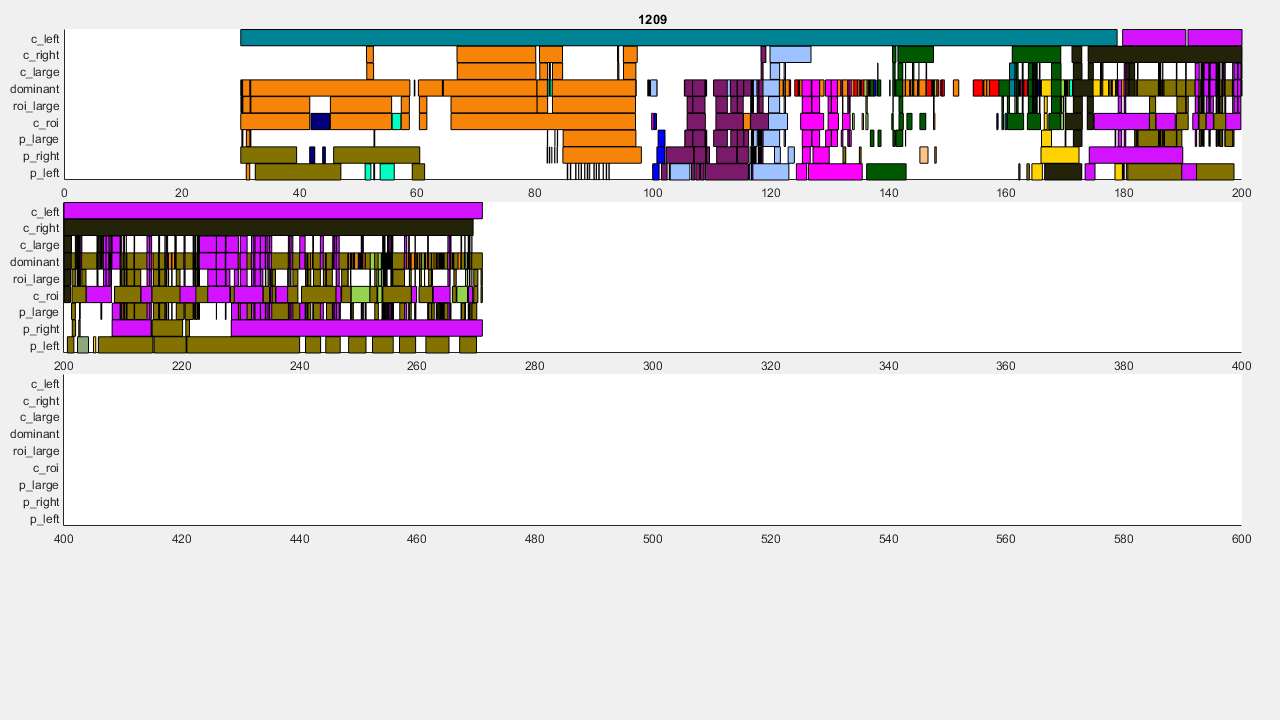 1209
c_left
c_right
c_large
dominant
roi_large
c_roi
p_large
p_right
p_left
0 20 40 60 80 100 120 140 160 180 200
c_left
c_right
c_large
dominant
roi_large
c_roi
p_large
p_right
p_left
200 220 240 260 280 300 320 340 360 380 400
c_left
c_right
c_large
dominant
roi_large
c_roi
p_large
p_right
p_left
400 420 440 460 480 500 520 540 560 580 600